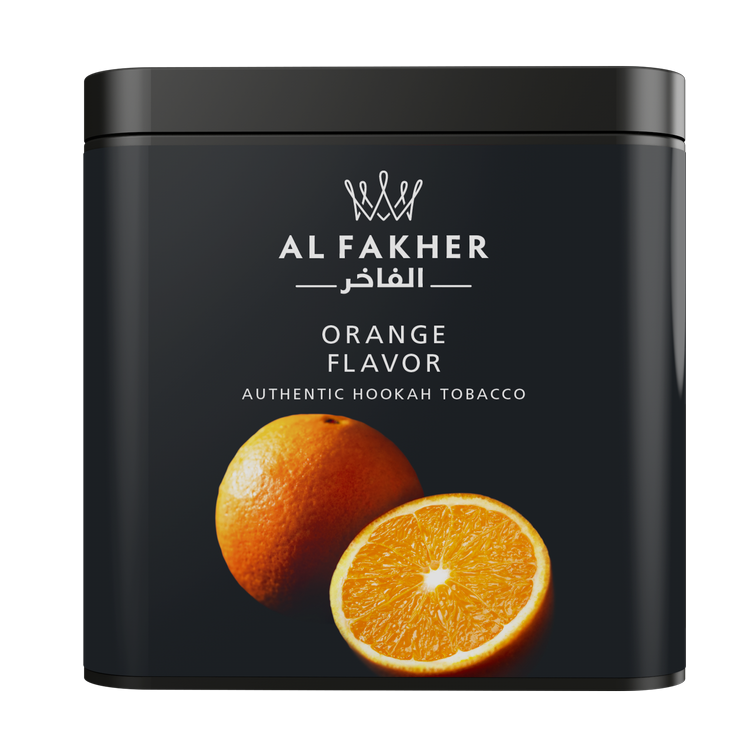 AL FAKHER
الفاخر
ORANGE
FLAVOR
AUTHENTIC HOOKAH TOBACCO